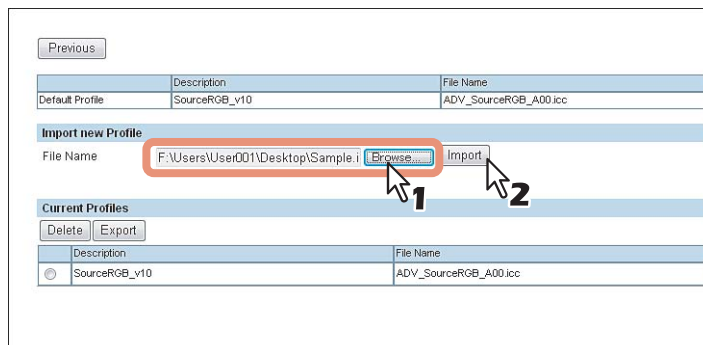 Previous
Description File Name
Default Profile SourceRGB_v10 ADV_SourceRGB_A00.icc
Import new Profile
File Name F:\Users\User001\Desktop\Sample.i Browse... Import
1 2
Current Profiles
Delete Export
Description File Name
SourceRGB_v10 ADV_SourceRGB_A00.icc